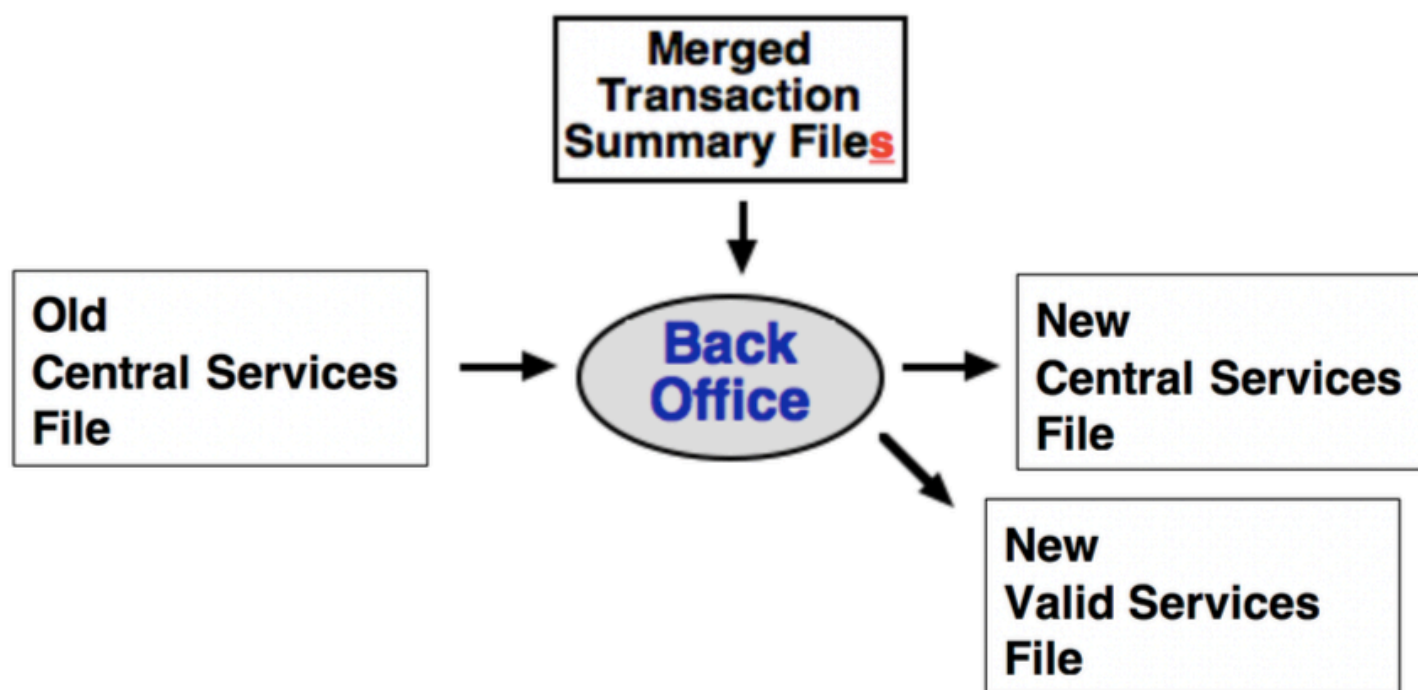 Merged
Transaction
Summary Files
Old
Central Services
File
Back
Office
New
Central Services
File
New
Valid Services
File